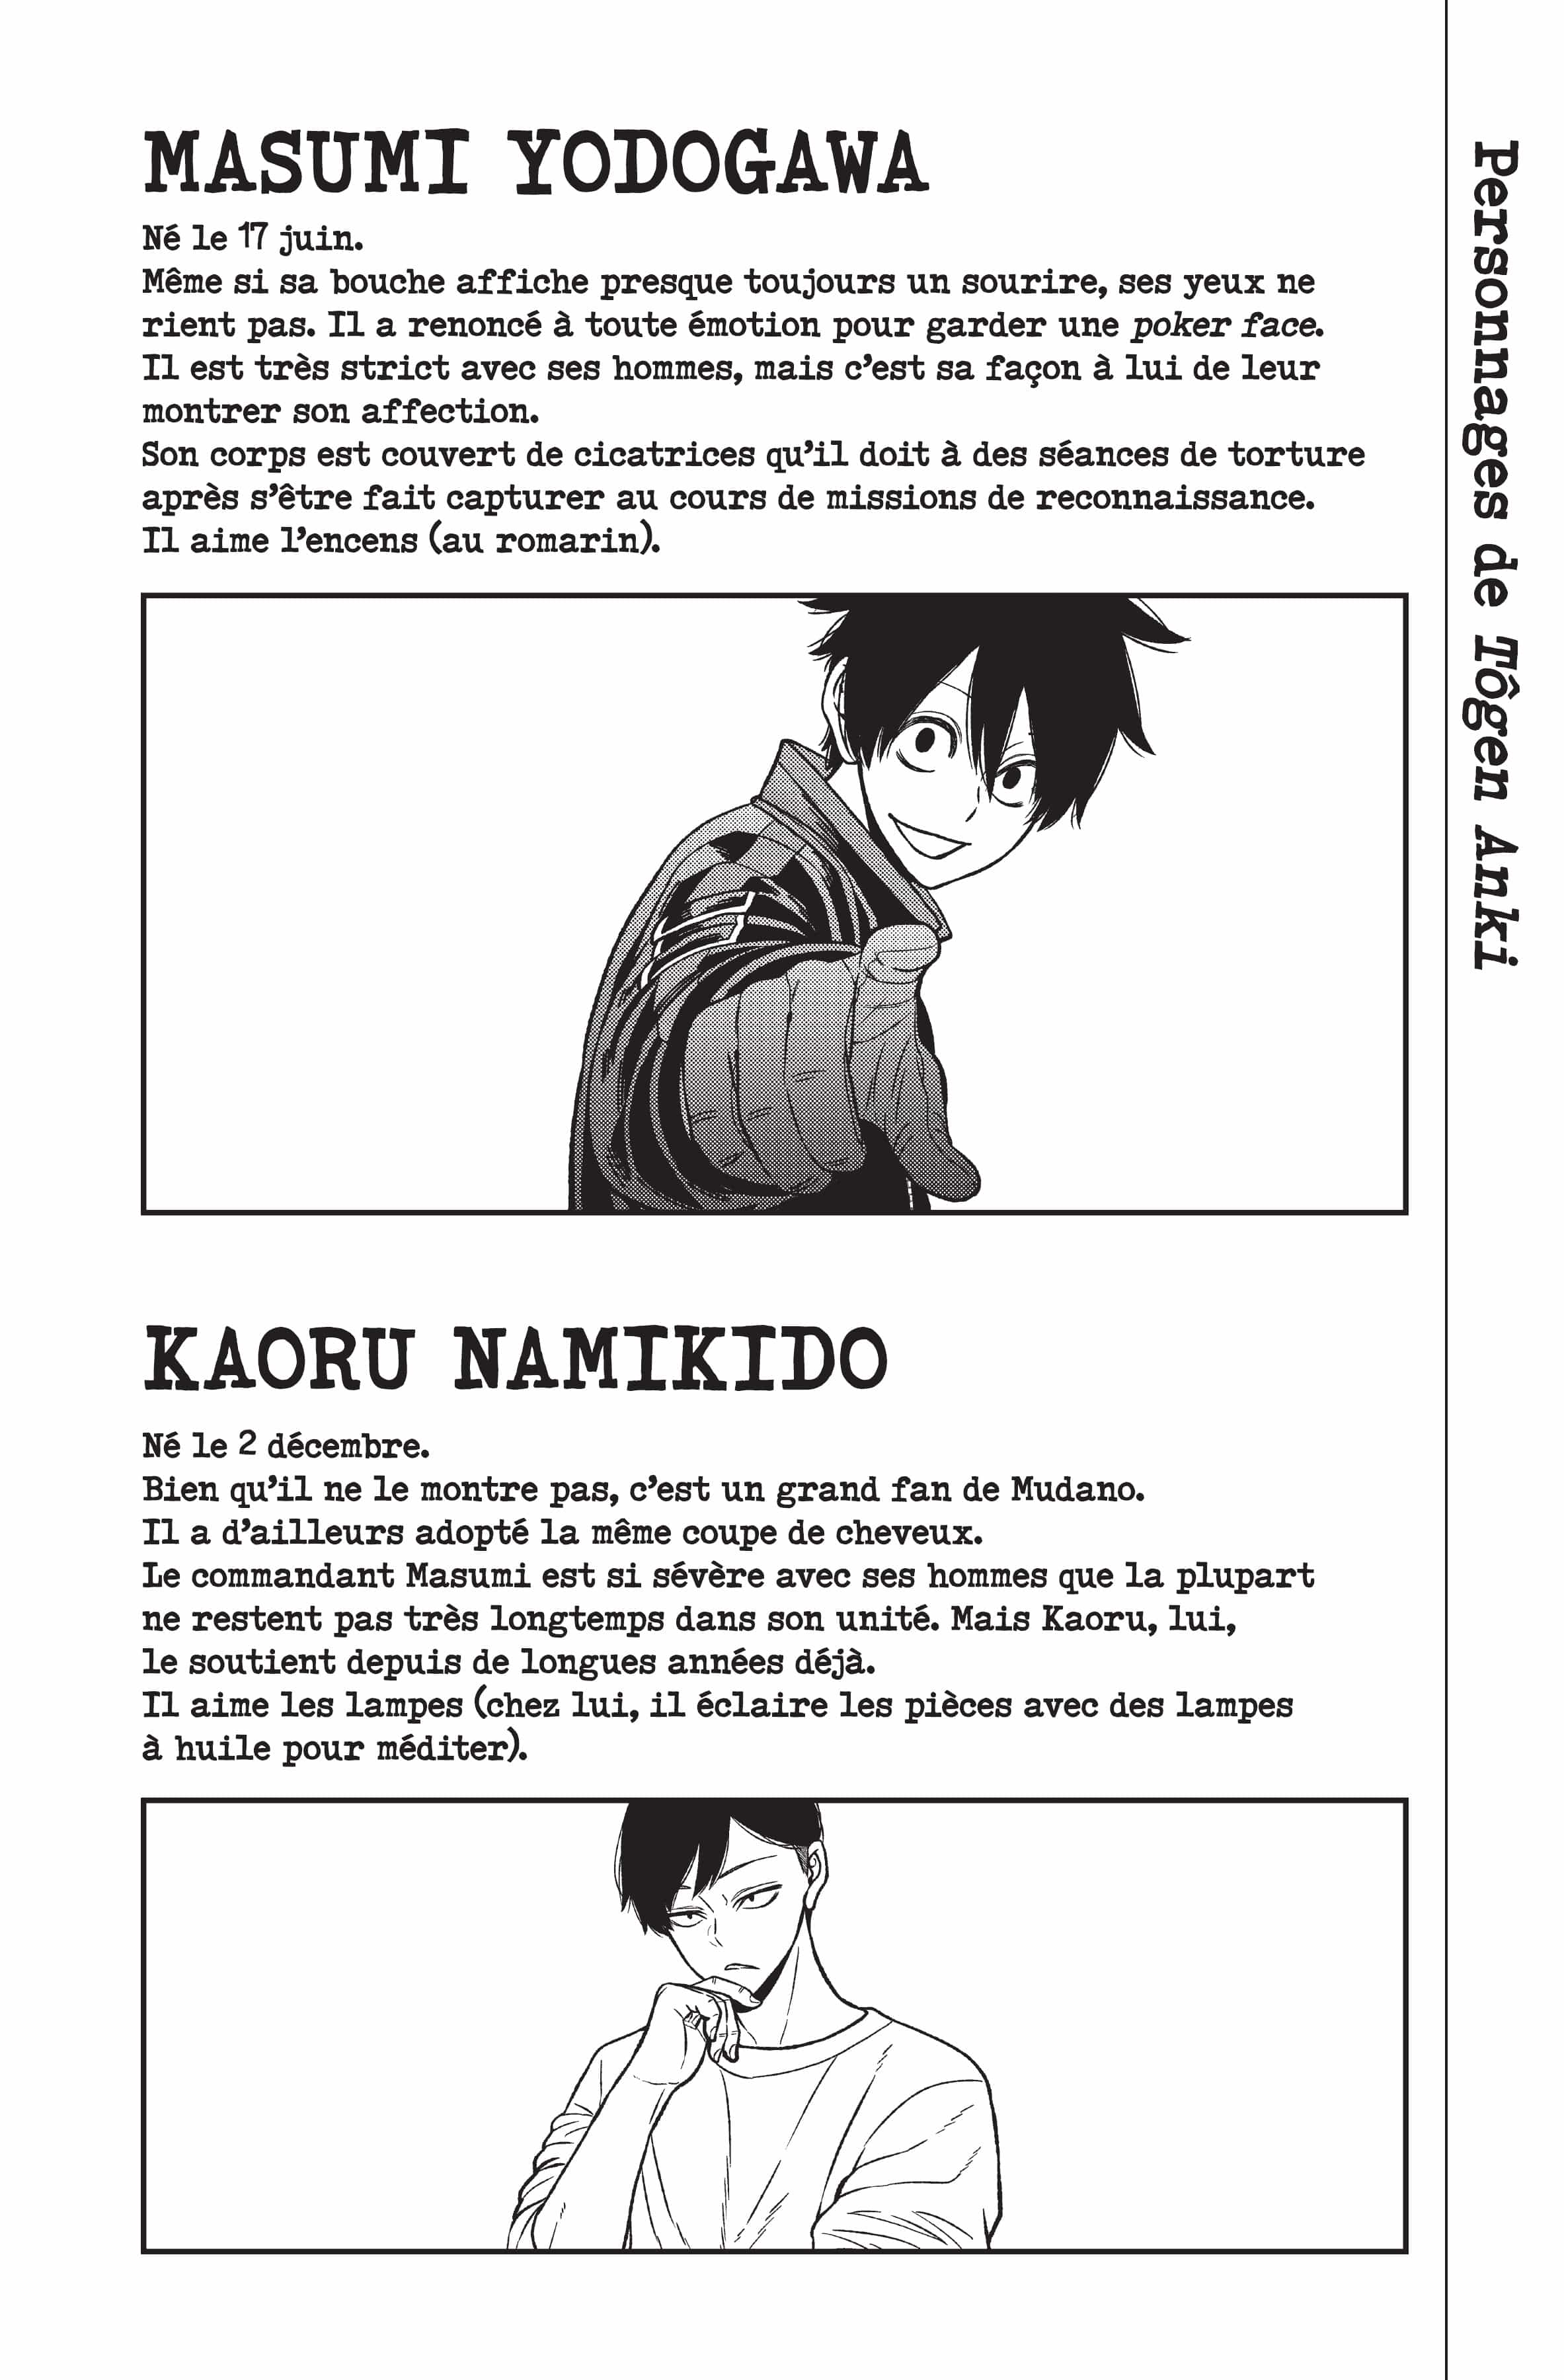 MASUMI YODOGAWA
Né le 17 juin.
Même si sa bouche affiche presque toujours un sourire, ses yeux ne
rient pas. Il a renoncé à toute émotion pour garder une poker face.
Il est très strict avec ses hommes, mais c’est sa façon à lui de leur
montrer son affection.
Son corps est couvert de cicatrices qu’il doit à des séances de torture
après s’être fait capturer au cours de missions de reconnaissance.
Il aime l’encens (au romarin).
KAORU NAMIKIDO
Né le 2 décembre.
Bien qu’il ne le montre pas, c’est un grand fan de Mudano.
Il a d’ailleurs adopté la même coupe de cheveux.
Le commandant Masumi est si sévère avec ses hommes que la plupart
ne restent pas très longtemps dans son unité. Mais Kaoru, lui,
le soutient depuis de longues années déjà.
Il aime les lampes (chez lui, il éclaire les pièces avec des lampes
à huile pour méditer).
Personnages de Tôgen Anki